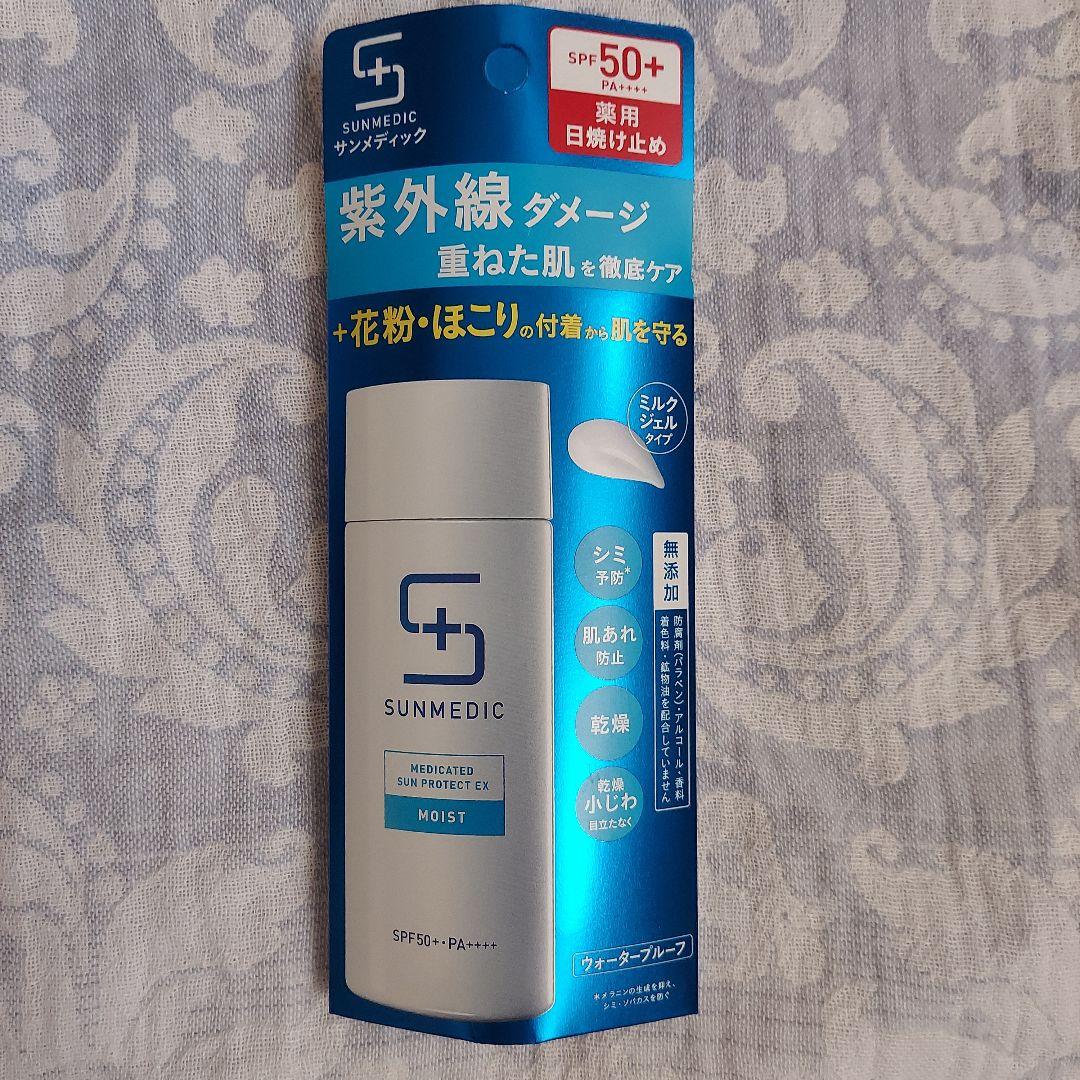 SUNMEDIC
サンメディック
SPF50+
PA++++
薬用
日焼け止め
紫外線ダメージ
重ねた肌を徹底ケア
+花粉・ほこりの付着から肌を守る
ミルク
ジェル
タイプ
シミ
予防*
肌あれ
防止
乾燥
乾燥
小じわ
目立たなく
無添加
防腐剤(パラベン)・アルコール・香料
着色料・鉱物油を配合していません
SUNMEDIC
MEDICATED
SUN PROTECT EX
MOIST
SPF50+・PA++++
ウォータープルーフ
*メラニンの生成を抑え、
シミ・ソバカスを防ぐ